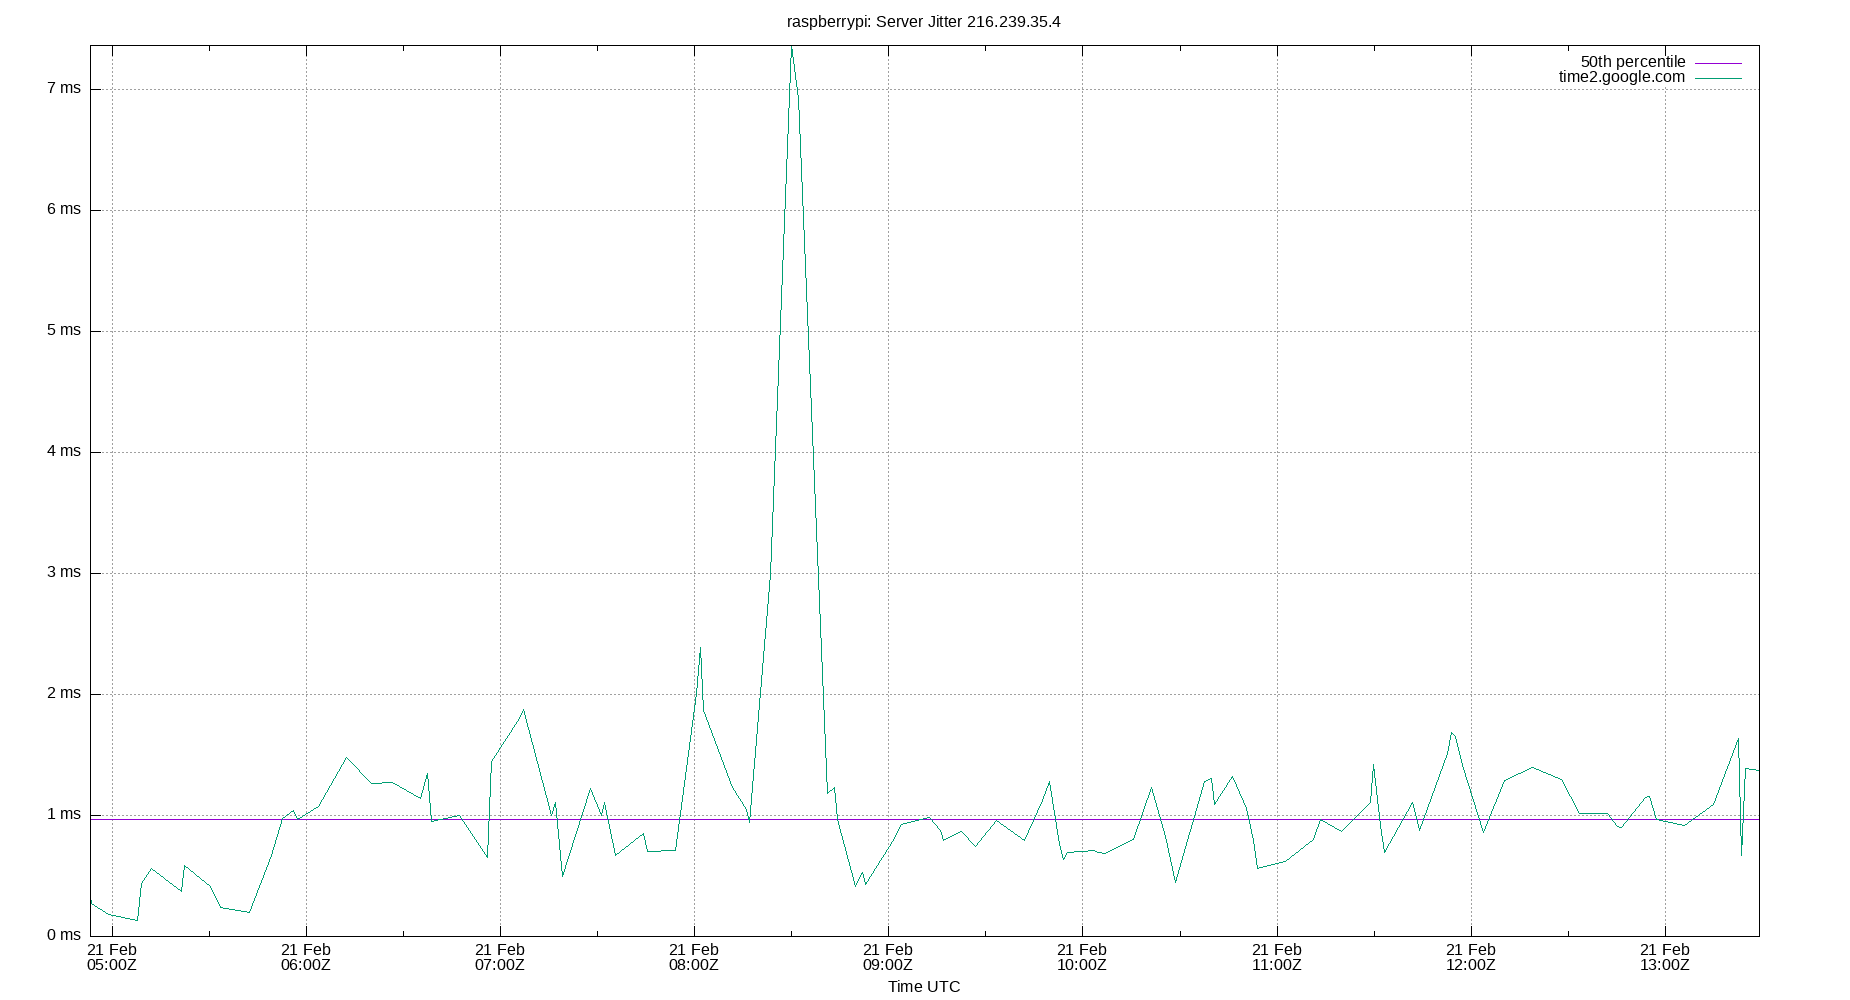 raspberrypi: Server Jitter 216.239.35.4
50th percentile
time2.google.com
7 ms
6 ms
5 ms
4 ms
3 ms
2 ms
1 ms
0 ms
21 Feb 21 Feb 21 Feb 21 Feb 21 Feb 21 Feb 21 Feb 21 Feb 21 Feb
05:00Z 06:00Z 07:00Z 08:00Z 09:00Z 10:00Z 11:00Z 12:00Z 13:00Z
Time UTC